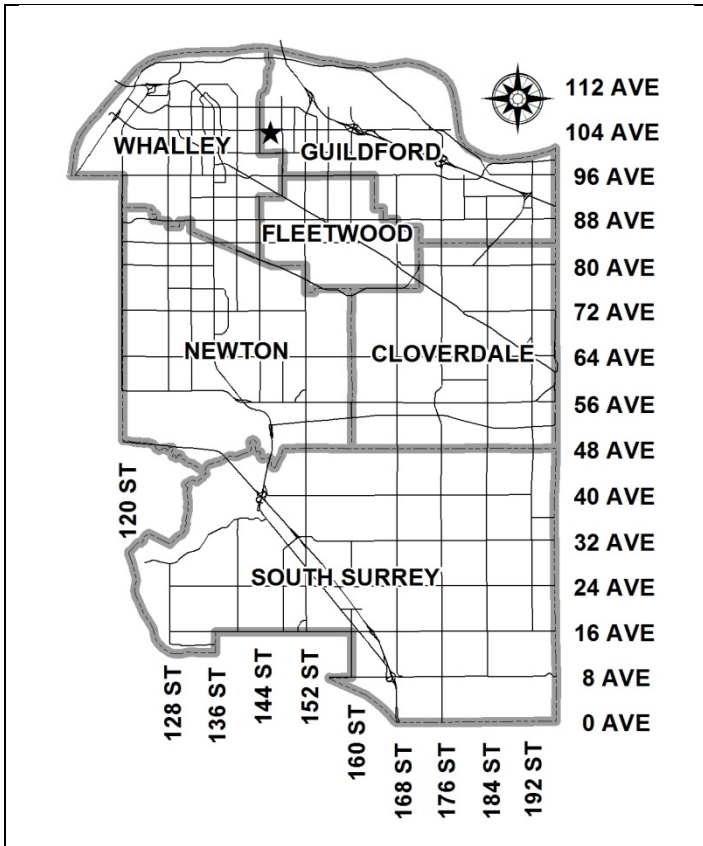 112 AVE
104 AVE
WHALLEY
GUILDFORD
96 AVE
88 AVE
FLEETWOOD
80 AVE
72 AVE
NEWTON
CLOVERDALE
64 AVE
56 AVE
48 AVE
120 ST
40 AVE
32 AVE
SOUTH SURREY
24 AVE
16 AVE
128 ST
136 ST
144 ST
152 ST
160 ST
8 AVE
0 AVE
168 ST
176 ST
184 ST
192 ST